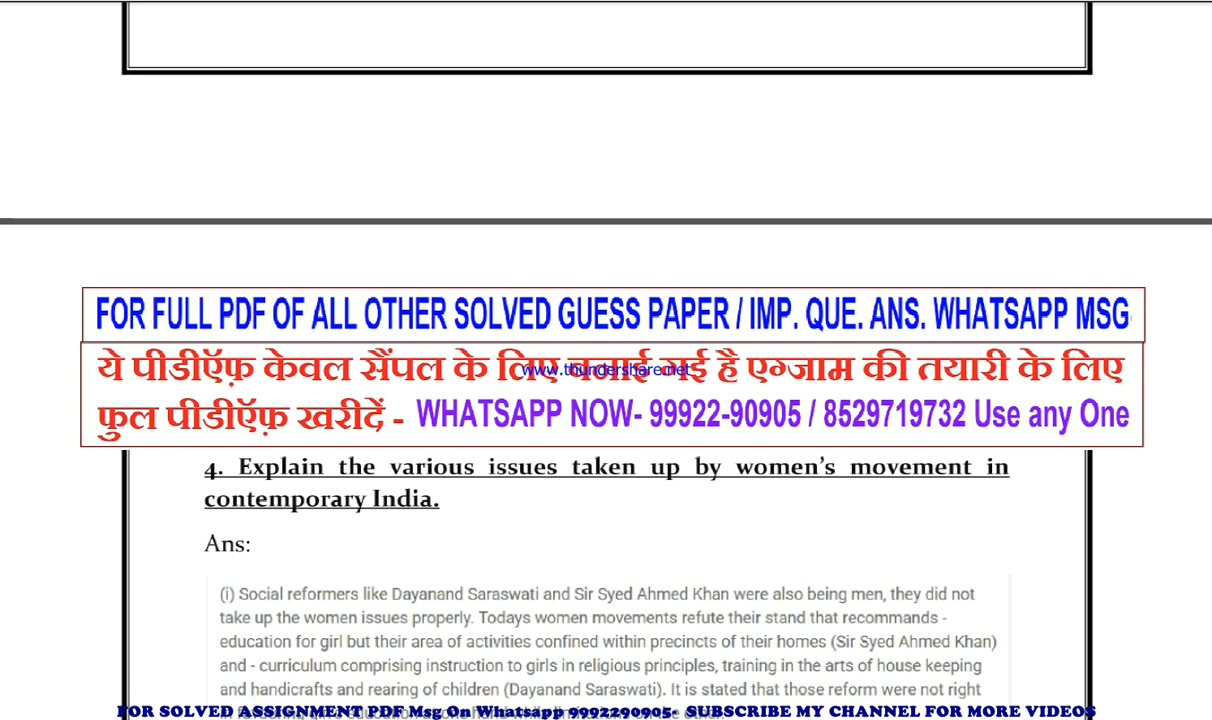 FOR FULL PDF OF ALL OTHER SOLVED GUESS PAPER / IMP. QUE. ANS. WHATSAPP MSG
ये पीडीऍफ़ केवल सैंपल के लिए बनाई गई है एग्जाम की तयारी के लिए
www.thundershare.net
फुल पीडीऍफ़ खरीदें - WHATSAPP NOW- 99922-90905 / 8529719732 Use any One
4. Explain the various issues taken up by women's movement in
contemporary India.
Ans:
(i) Social reformers like Dayanand Saraswati and Sir Syed Ahmed Khan were also being men, they did not
take up the women issues properly. Todays women movements refute their stand that recommands -
education for girl but their area of activities confined within precincts of their homes (Sir Syed Ahmed Khan)
and - curriculum comprising instruction to girls in religious principles, training in the arts of house keeping
and handicrafts and rearing of children (Dayanand Saraswati). It is stated that those reform were not right
FOR SOLVED ASSIGNMENT PDF Msg On Whatsapp 9992290905- SUBSCRIBE MY CHANNEL FOR MORE VIDEOS